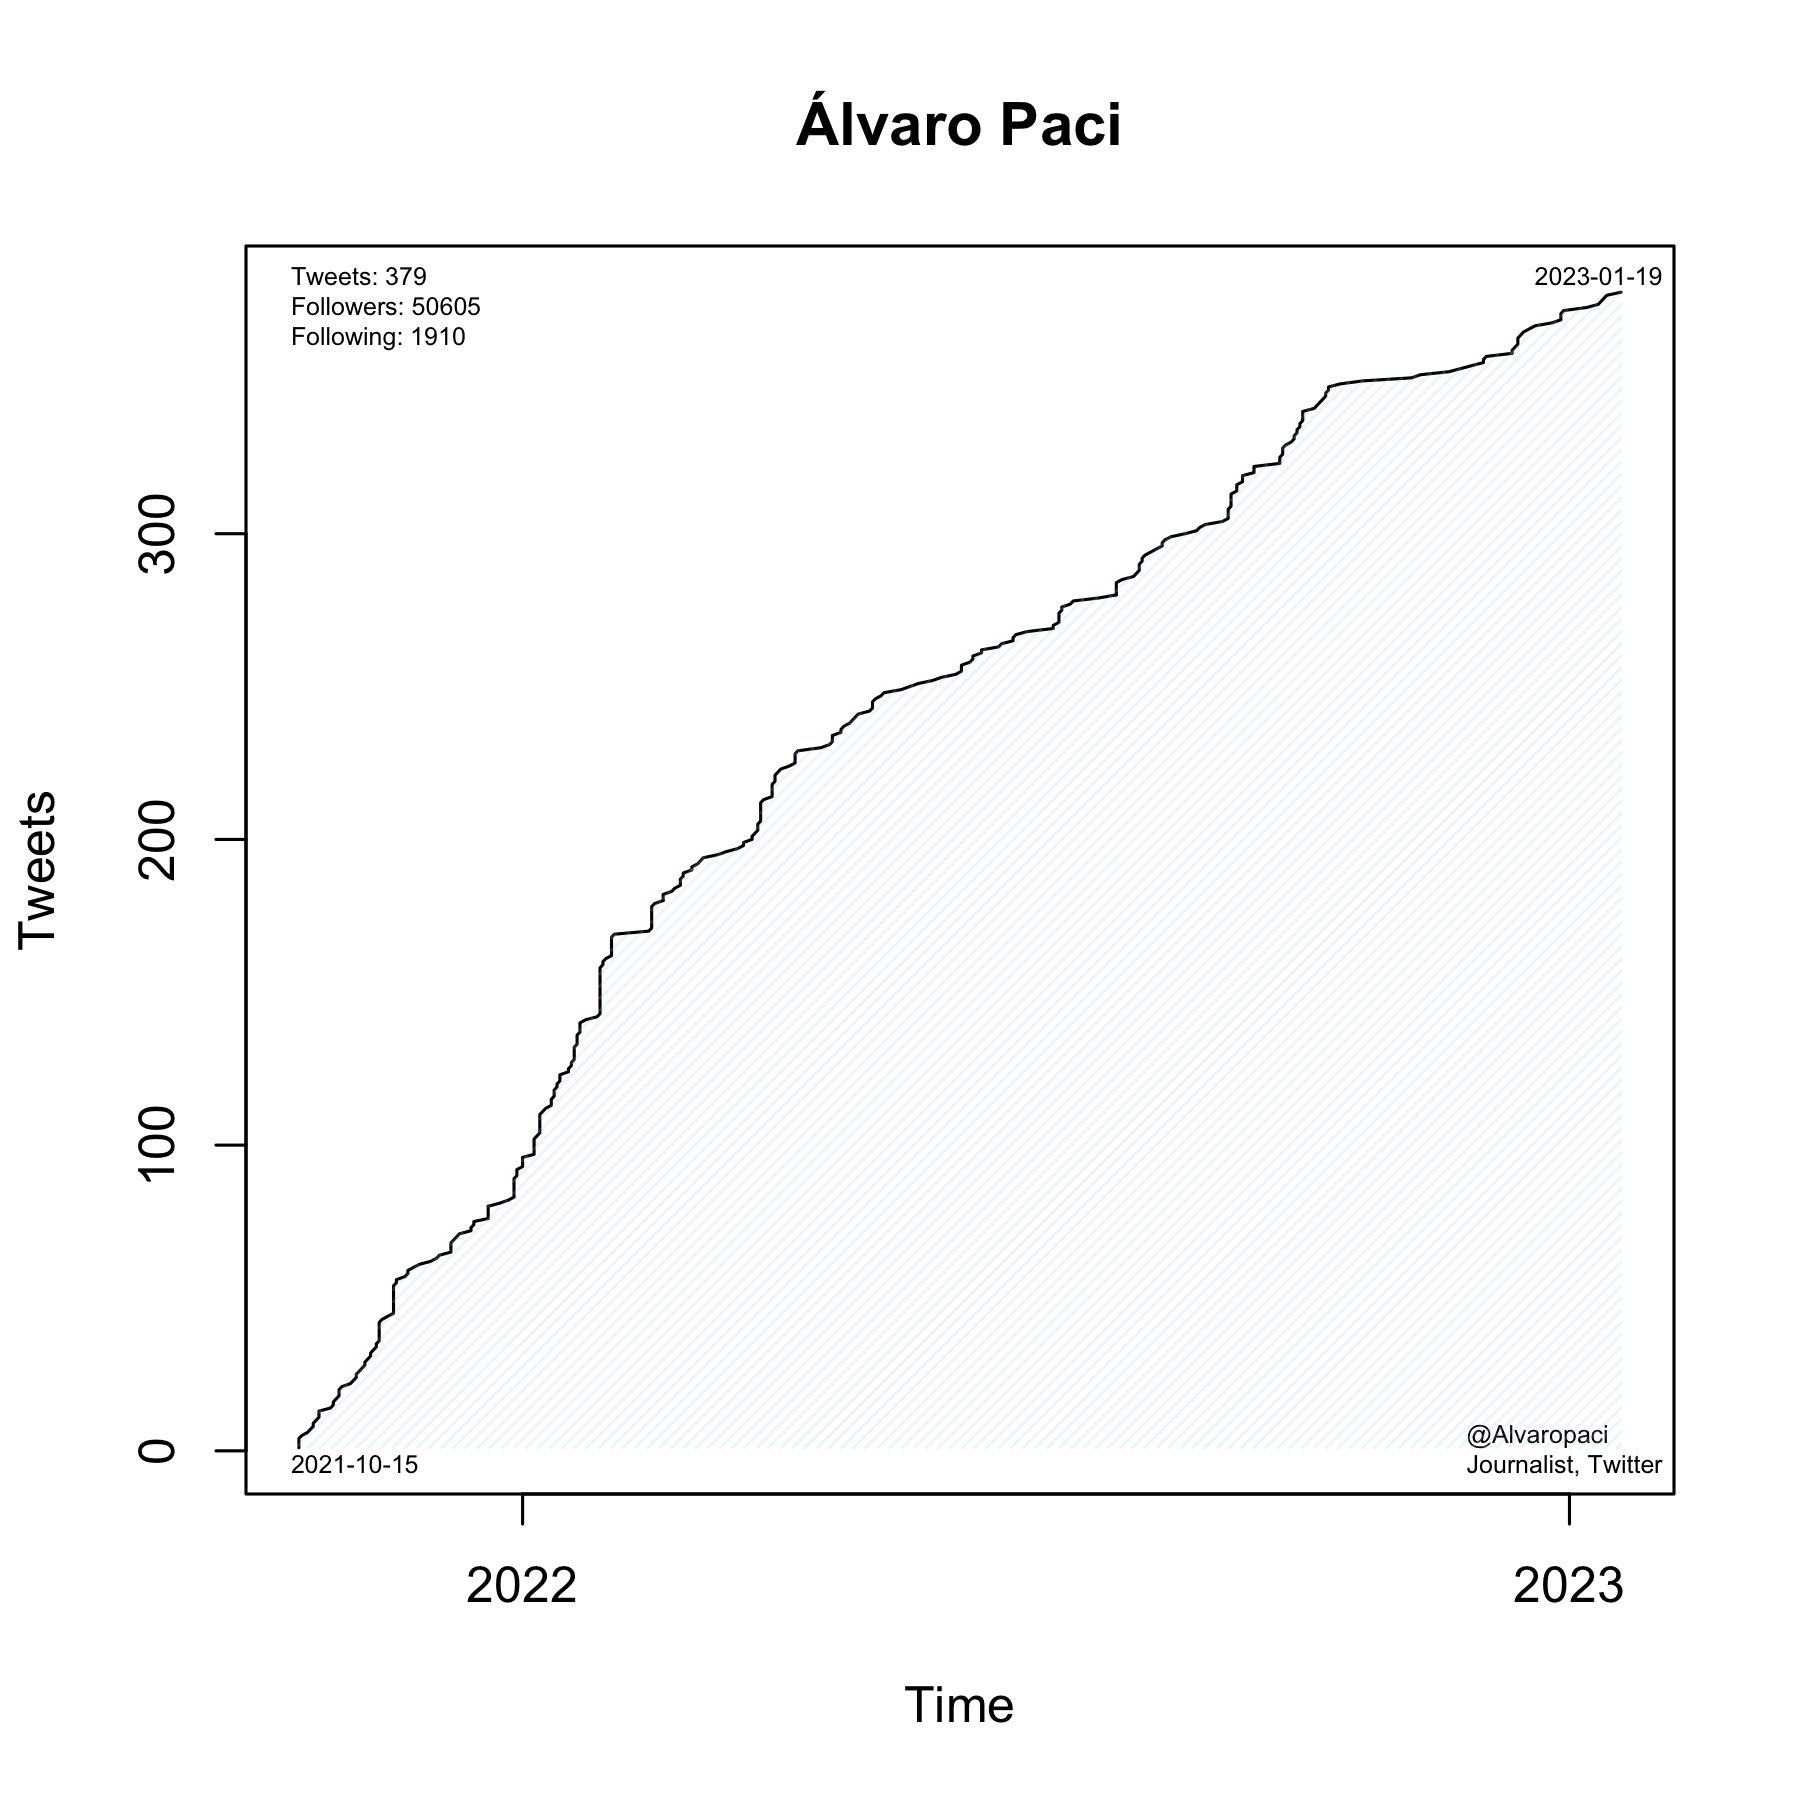 Álvaro Paci
Tweets: 379
Followers: 50605
Following: 1910
2023-01-19
300
200
100
0
Tweets
@Alvaropaci
Journalist, Twitter
2021-10-15
2022
2023
Time